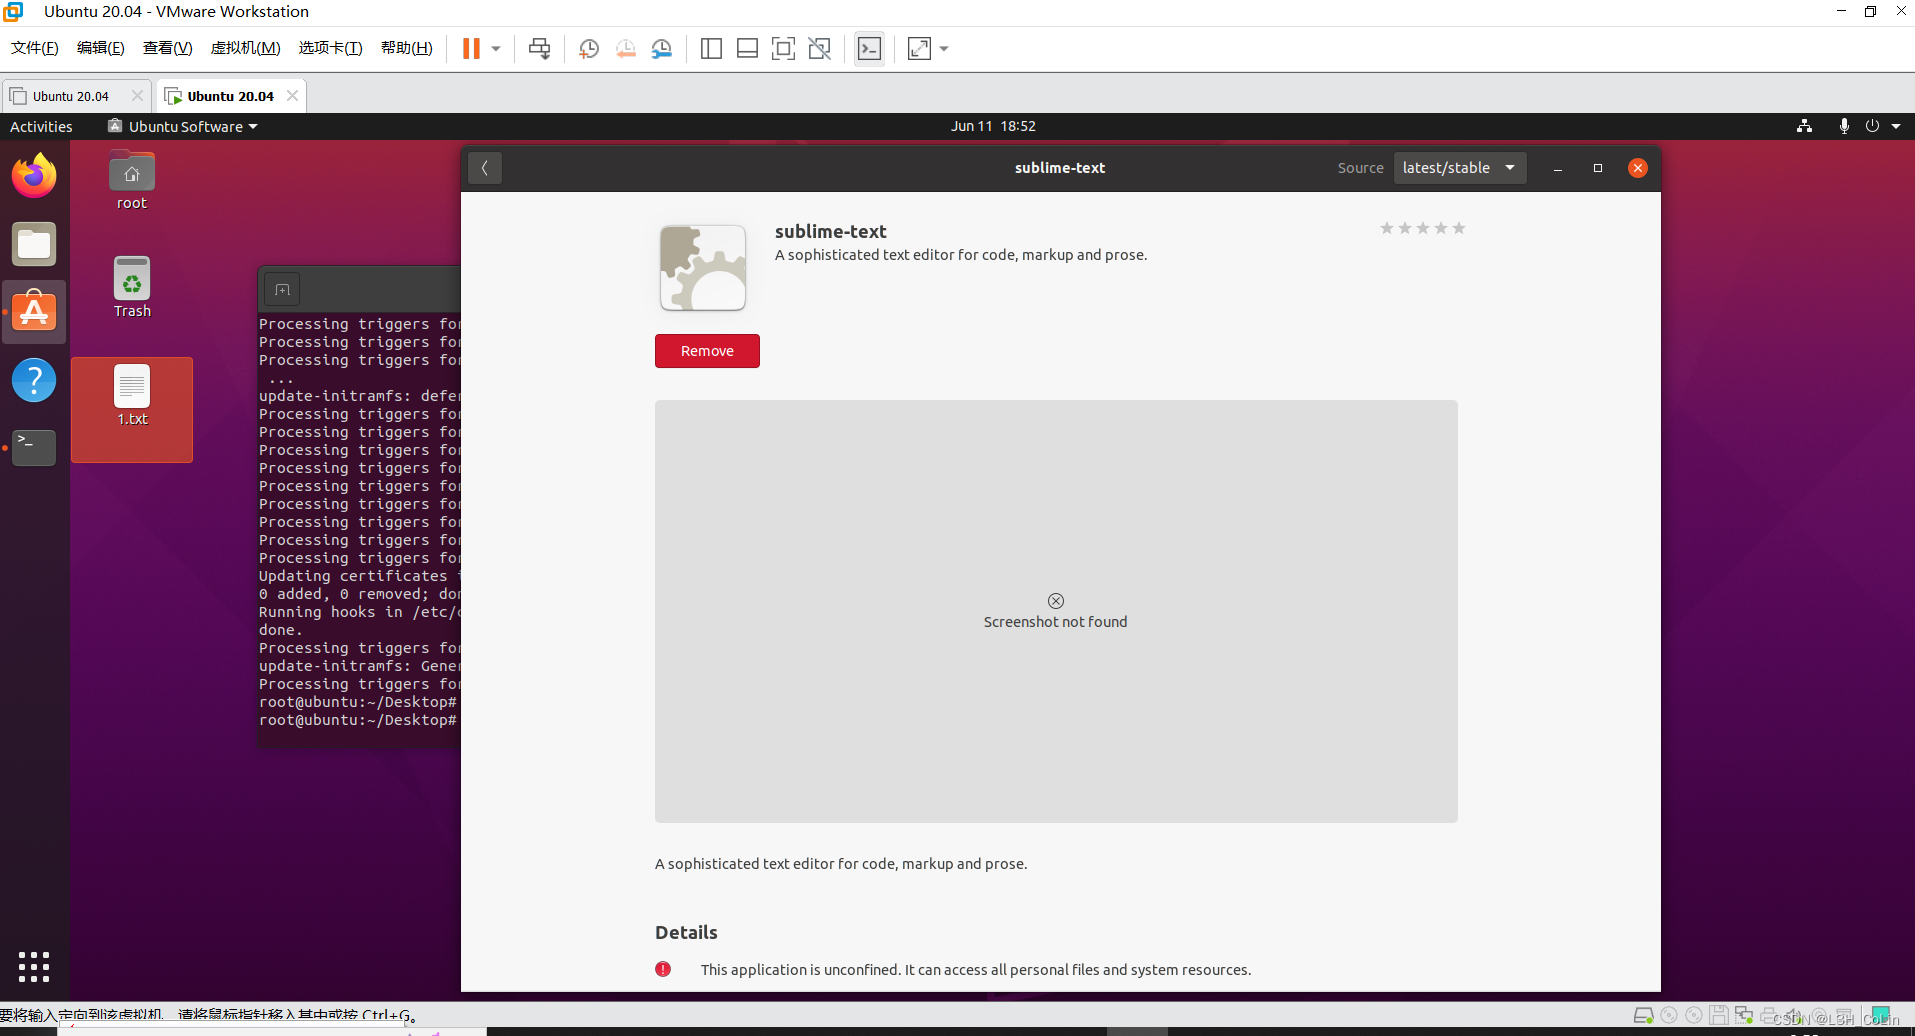 Ubuntu 20.04 - VMware Workstation
文件(F) 编辑(E) 查看(V) 虚拟机(M) 选项卡(T) 帮助(H)
Ubuntu 20.04
Ubuntu 20.04
Activities
Ubuntu Software
Jun 11 18:52
root
Trash
1.txt
Processing triggers for
Processing triggers for
Processing triggers for
...
update-initramfs: defer
Processing triggers for
Processing triggers for
Processing triggers for
Processing triggers for
Processing triggers for
Processing triggers for
Processing triggers for
Processing triggers for
Processing triggers for
Updating certificates
0 added, 0 removed; don
Running hooks in /etc/c
done.
Processing triggers for
update-initramfs: Gener
Processing triggers for
root@ubuntu:~/Desktop#
root@ubuntu:~/Desktop#
sublime-text
Source
latest/stable
sublime-text
A sophisticated text editor for code, markup and prose.
Remove
Screenshot not found
A sophisticated text editor for code, markup and prose.
Details
This application is unconfined. It can access all personal files and system resources.
要将输入定向到该虚拟机，请将鼠标指针移入其中或按 Ctrl+G。
CSDN @L3H_CoLin